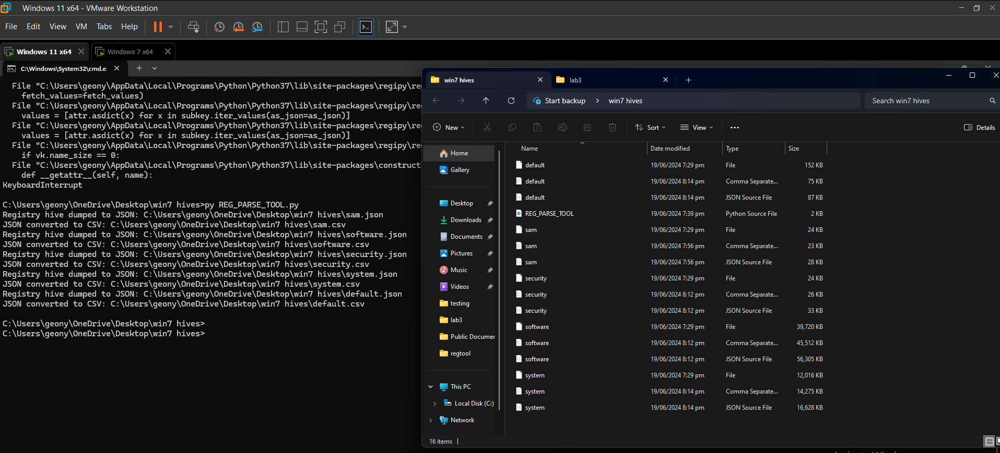 Windows 11 x64 - VMware Workstation
File Edit View VM Tabs Help
Windows 11 x64
Windows 7 x64
C:\Windows\System32\cmd.e
File "C:\Users\geony\AppData\Local\Programs\Python\Python37\lib\site-packages\regipy\reg
fetch_values=fetch_values)
File "C:\Users\geony\AppData\Local\Programs\Python\Python37\lib\site-packages\regipy\reg
values = [attr.asdict(x) for x in subkey.iter_values(as_json=as_json)]
File "C:\Users\geony\AppData\Local\Programs\Python\Python37\lib\site-packages\regipy\reg
values = [attr.asdict(x) for x in subkey.iter_values(as_json=as_json)]
File "C:\Users\geony\AppData\Local\Programs\Python\Python37\lib\site-packages\regipy\reg
if vk.name_size == 0:
File "C:\Users\geony\AppData\Local\Programs\Python\Python37\lib\site-packages\construct\
def __getattr__(self, name):
KeyboardInterrupt
C:\Users\geony\OneDrive\Desktop\win7 hives>py REG_PARSE_TOOL.py
Registry hive dumped to JSON: C:\Users\geony\OneDrive\Desktop\win7 hives\sam.json
JSON converted to CSV: C:\Users\geony\OneDrive\Desktop\win7 hives\sam.csv
Registry hive dumped to JSON: C:\Users\geony\OneDrive\Desktop\win7 hives\software.json
JSON converted to CSV: C:\Users\geony\OneDrive\Desktop\win7 hives\software.csv
Registry hive dumped to JSON: C:\Users\geony\OneDrive\Desktop\win7 hives\security.json
JSON converted to CSV: C:\Users\geony\OneDrive\Desktop\win7 hives\security.csv
Registry hive dumped to JSON: C:\Users\geony\OneDrive\Desktop\win7 hives\system.json
JSON converted to CSV: C:\Users\geony\OneDrive\Desktop\win7 hives\system.csv
Registry hive dumped to JSON: C:\Users\geony\OneDrive\Desktop\win7 hives\default.json
JSON converted to CSV: C:\Users\geony\OneDrive\Desktop\win7 hives\default.csv
C:\Users\geony\OneDrive\Desktop\win7 hives>
C:\Users\geony\OneDrive\Desktop\win7 hives>
win7 hives
lab3
Start backup > win7 hives
Search win7 hives
New Sort View ... Details
Home
Gallery
Desktop
Downloads
Documents
Pictures
Music
Videos
testing
lab3
Public Documer
regtool
This PC
Local Disk (C:)
Network
Name Date modified Type Size
default 19/06/2024 7:29 pm File 152 KB
default 19/06/2024 8:14 pm Comma Separate... 75 KB
default 19/06/2024 8:14 pm JSON Source File 87 KB
REG_PARSE_TOOL 19/06/2024 7:39 pm Python Source File 2 KB
sam 19/06/2024 7:29 pm File 24 KB
sam 19/06/2024 7:56 pm Comma Separate... 23 KB
sam 19/06/2024 7:56 pm JSON Source File 28 KB
security 19/06/2024 7:29 pm File 24 KB
security 19/06/2024 8:12 pm Comma Separate... 26 KB
security 19/06/2024 8:12 pm JSON Source File 33 KB
software 19/06/2024 7:29 pm File 39,720 KB
software 19/06/2024 8:12 pm Comma Separate... 45,512 KB
software 19/06/2024 8:12 pm JSON Source File 56,305 KB
system 19/06/2024 7:29 pm File 12,016 KB
system 19/06/2024 8:14 pm Comma Separate... 14,275 KB
system 19/06/2024 8:14 pm JSON Source File 16,628 KB
16 items